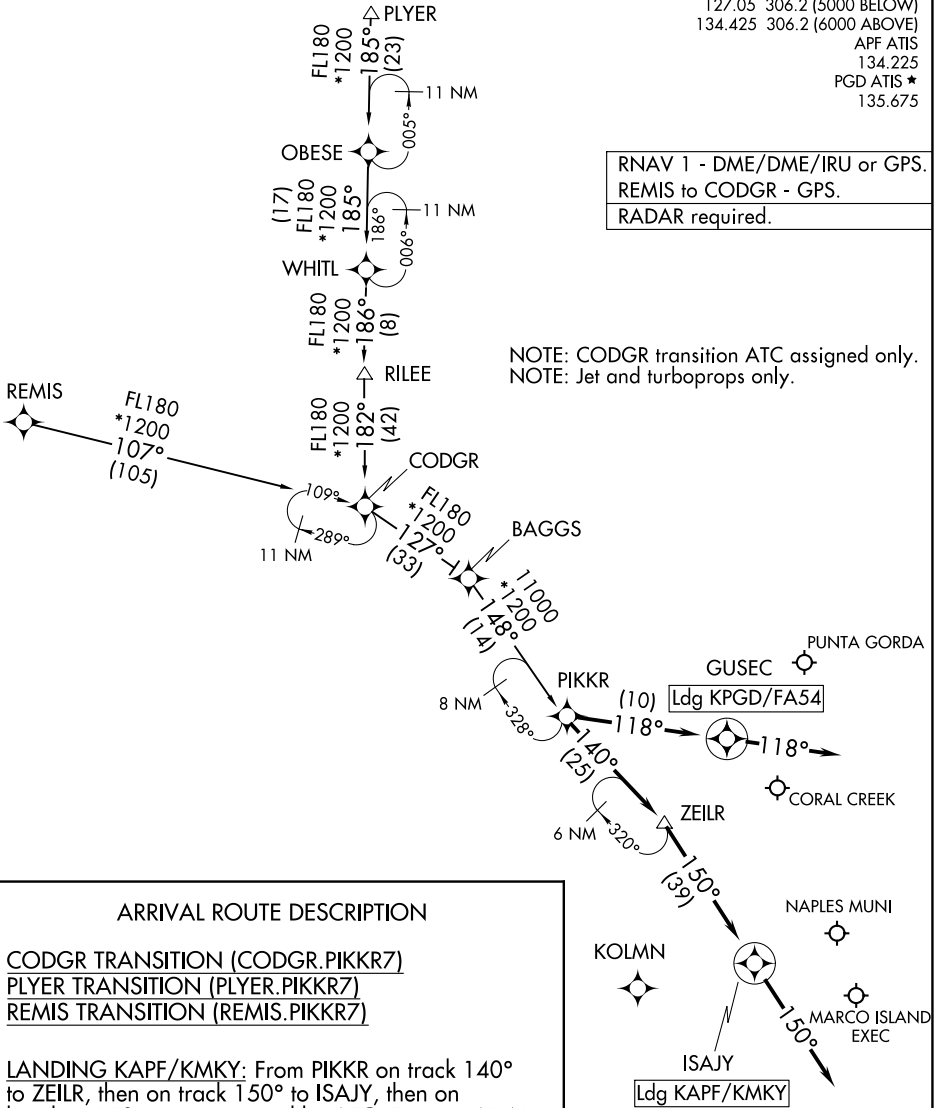 127.05 306.2 (5000 BELOW)
134.425 306.2 (6000 ABOVE)
APF ATIS
134.225
PGD ATIS ★
135.675
RNAV 1 - DME/DME/IRU or GPS.
REMIS to CODGR - GPS.
RADAR required.
NOTE: CODGR transition ATC assigned only.
NOTE: Jet and turboprops only.
PLYER
FL180
*1200
185°
(23)
11 NM
005°
OBESE
(17)
FL180
*1200
185°
186°
11 NM
006°
WHITL
FL180
*1200
186°
(8)
RILEE
FL180
*1200
182°
(42)
REMIS
FL180
*1200
107°
(105)
109°
289°
11 NM
CODGR
FL180
*1200
127°
(33)
BAGGS
11000
*1200
148°
(14)
8 NM
328°
PIKKR
(10)
118°
GUSEC
Ldg KPGD/FA54
118°
PUNTA GORDA
CORAL CREEK
140°
(25)
6 NM
320°
ZEILR
150°
(39)
NAPLES MUNI
KOLMN
MARCO ISLAND
EXEC
150°
ISAJY
Ldg KAPF/KMKY
ARRIVAL ROUTE DESCRIPTION
CODGR TRANSITION (CODGR.PIKKR7)
PLYER TRANSITION (PLYER.PIKKR7)
REMIS TRANSITION (REMIS.PIKKR7)
LANDING KAPF/KMKY: From PIKKR on track 140°
to ZEILR, then on track 150° to ISAJY, then on